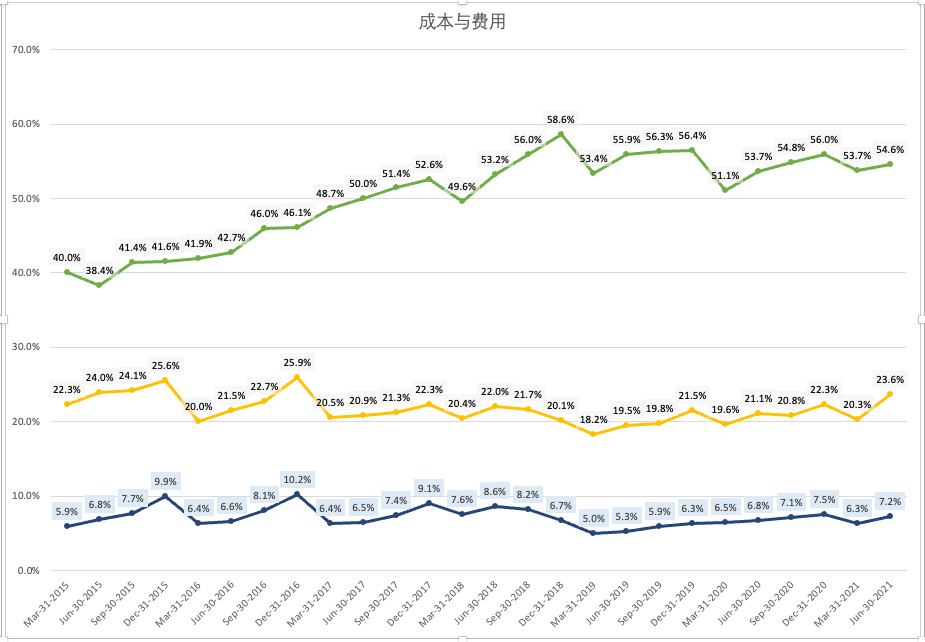 成本与费用
70.0%
60.0%
50.0%
40.0%
30.0%
20.0%
10.0%
0.0%
40.0% 38.4% 41.4% 41.6% 41.9% 42.7% 46.0% 46.1% 48.7% 50.0% 51.4% 52.6% 49.6% 53.2% 56.0% 58.6% 53.4% 55.9% 56.3% 56.4% 51.1% 53.7% 54.8% 56.0% 53.7% 54.6%
22.3% 24.0% 24.1% 25.6% 20.0% 21.5% 22.7% 25.9% 20.5% 20.9% 21.3% 22.3% 20.4% 22.0% 21.7% 20.1% 18.2% 19.5% 19.8% 21.5% 19.6% 21.1% 20.8% 22.3% 20.3% 23.6%
5.9% 6.8% 7.7% 9.9% 6.4% 6.6% 8.1% 10.2% 6.4% 6.5% 7.4% 9.1% 7.6% 8.6% 8.2% 6.7% 5.0% 5.3% 5.9% 6.3% 6.5% 6.8% 7.1% 7.5% 6.3% 7.2%
Mar-31-2015 Jun-30-2015 Sep-30-2015 Dec-31-2015 Mar-31-2016 Jun-30-2016 Sep-30-2016 Dec-31-2016 Mar-31-2017 Jun-30-2017 Sep-30-2017 Dec-31-2017 Mar-31-2018 Jun-30-2018 Sep-30-2018 Dec-31-2018 Mar-31-2019 Jun-30-2019 Sep-30-2019 Dec-31-2019 Mar-31-2020 Jun-30-2020 Sep-30-2020 Dec-31-2020 Mar-31-2021 Jun-30-2021